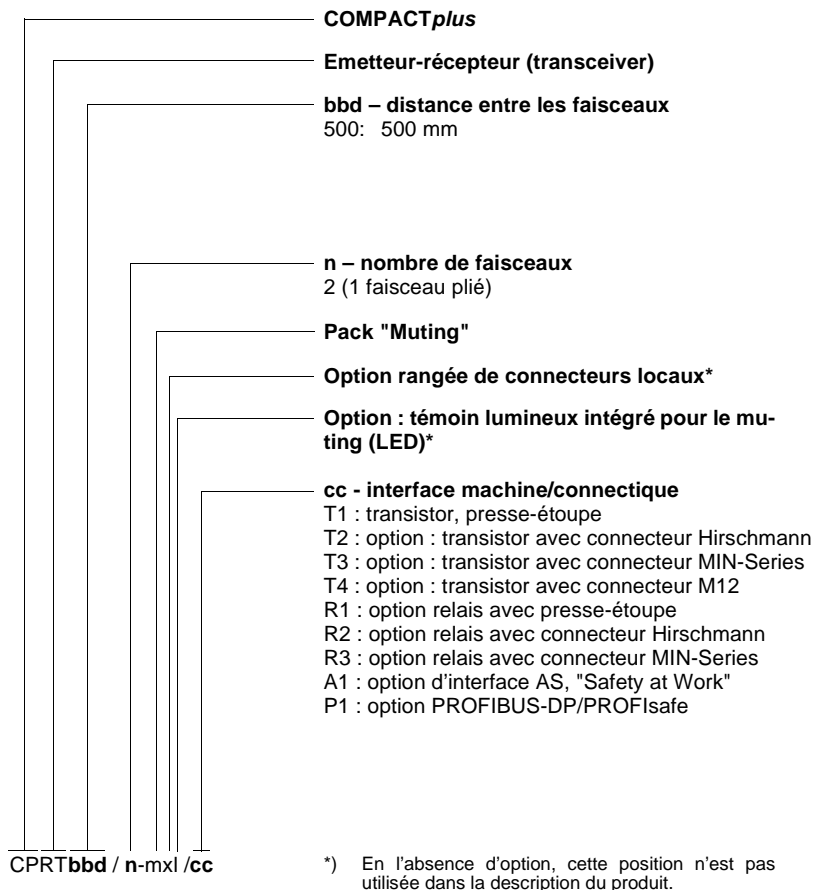 COMPACTplus
Emetteur-récepteur (transceiver)
bbd – distance entre les faisceaux
500: 500 mm
n – nombre de faisceaux
2 (1 faisceau plié)
Pack "Muting"
Option rangée de connecteurs locaux*
Option : témoin lumineux intégré pour le mu-
ting (LED)*
cc - interface machine/connectique
T1 : transistor, presse-étoupe
T2 : option : transistor avec connecteur Hirschmann
T3 : option : transistor avec connecteur MIN-Series
T4 : option : transistor avec connecteur M12
R1 : option relais avec presse-étoupe
R2 : option relais avec connecteur Hirschmann
R3 : option relais avec connecteur MIN-Series
A1 : option d'interface AS, "Safety at Work"
P1 : option PROFIBUS-DP/PROFIsafe
CPRTbbd / n-mxl /cc
*) En l'absence d'option, cette position n'est pas
utilisée dans la description du produit.